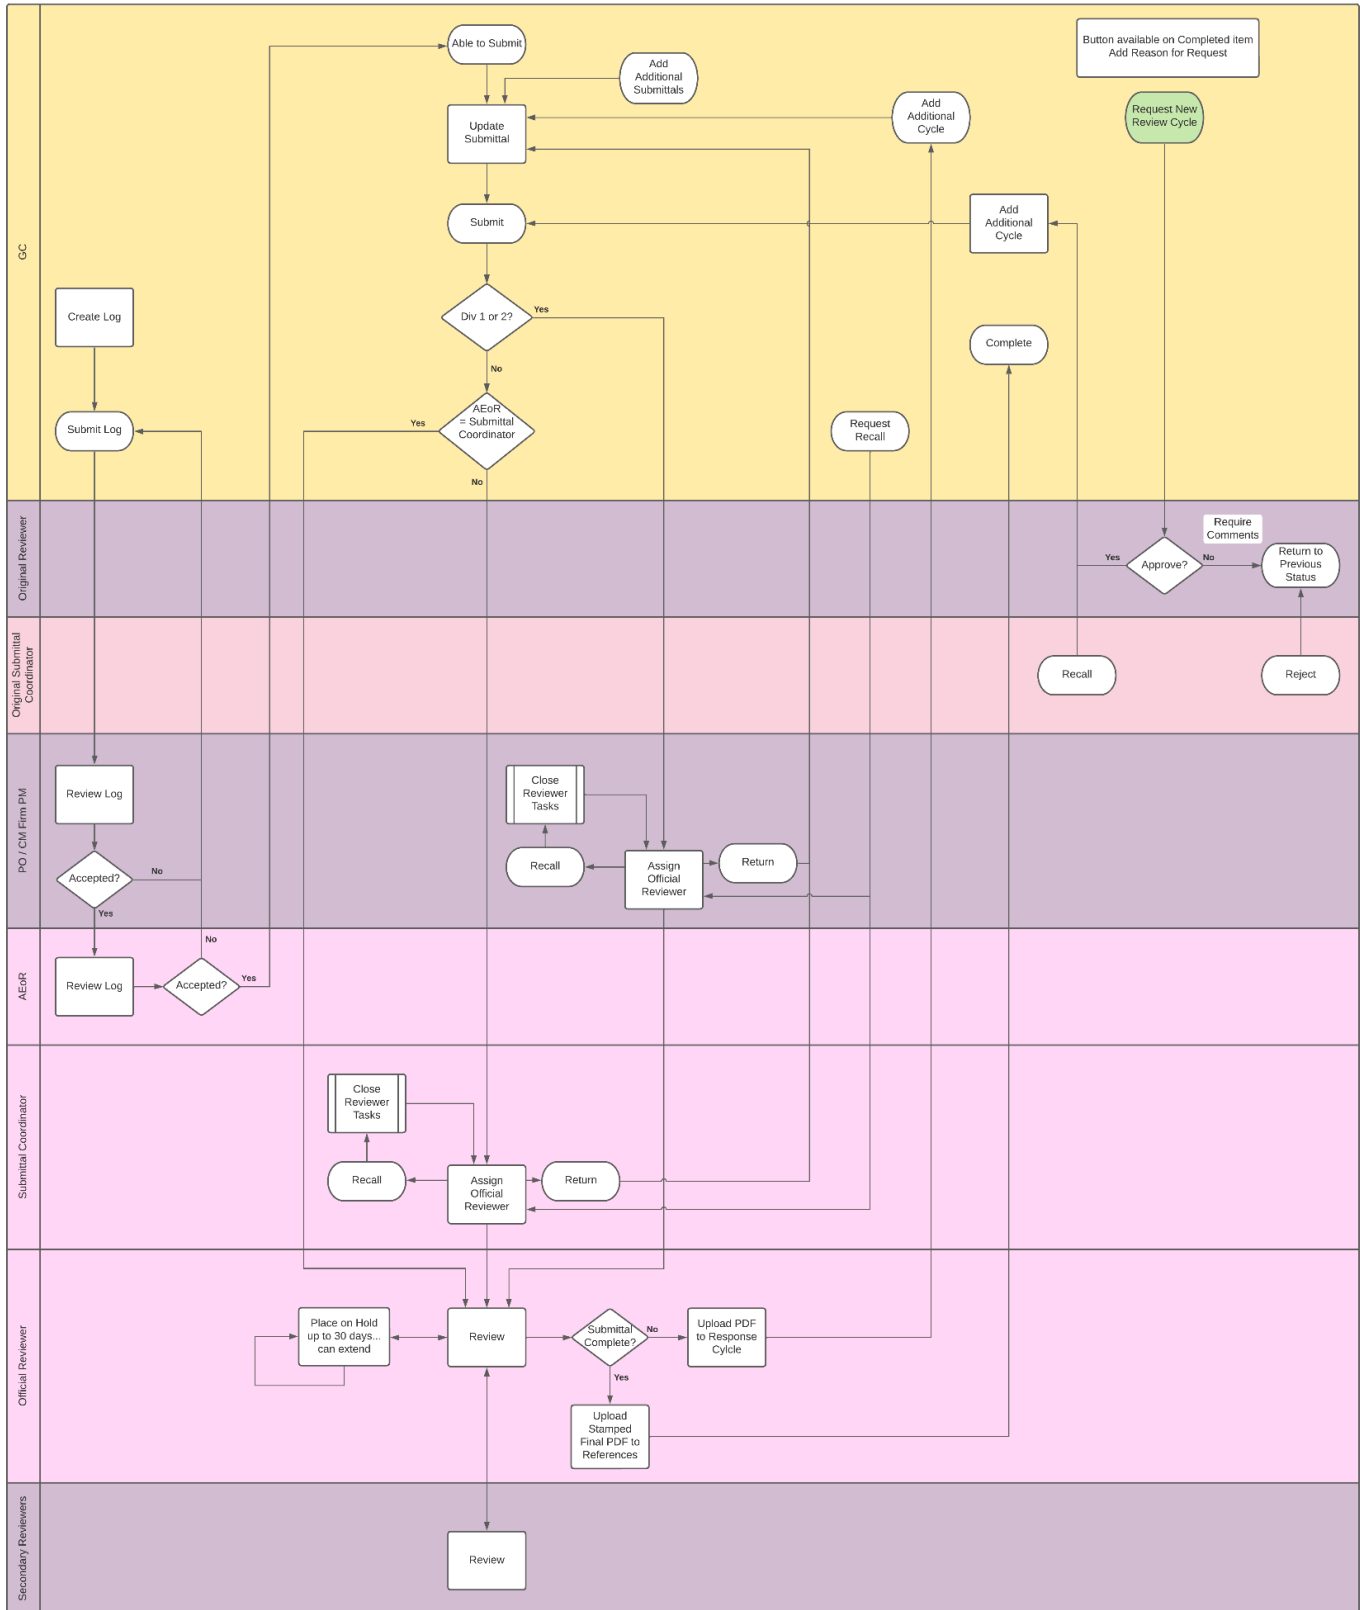 GC
Able to Submit
Add
Additional
Submittals
Button available on Completed item
Add Reason for Request
Update
Submittal
Add
Additional
Cycle
Request New
Review Cycle
Submit
Add
Additional
Cycle
Create Log
Div 1 or 2?
Yes
No
Complete
Submit Log
Yes
AEoR
= Submittal
Coordinator
No
Request
Recall
Original Reviewer
Require
Comments
Yes
Approve?
No
Return to
Previous
Status
Original Submittal
Coordinator
Recall
Reject
PO / CM Firm PM
Review Log
Accepted?
No
Yes
Close
Reviewer
Tasks
Recall
Assign
Official
Reviewer
Return
AEoR
No
Review Log
Accepted?
Yes
Submittal Coordinator
Close
Reviewer
Tasks
Recall
Assign
Official
Reviewer
Return
Official Reviewer
Place on Hold
up to 30 days...
can extend
Review
Submittal
Complete?
No
Upload PDF
to Response
Cylcle
Yes
Upload
Stamped
Final PDF to
References
Secondary Reviewers
Review